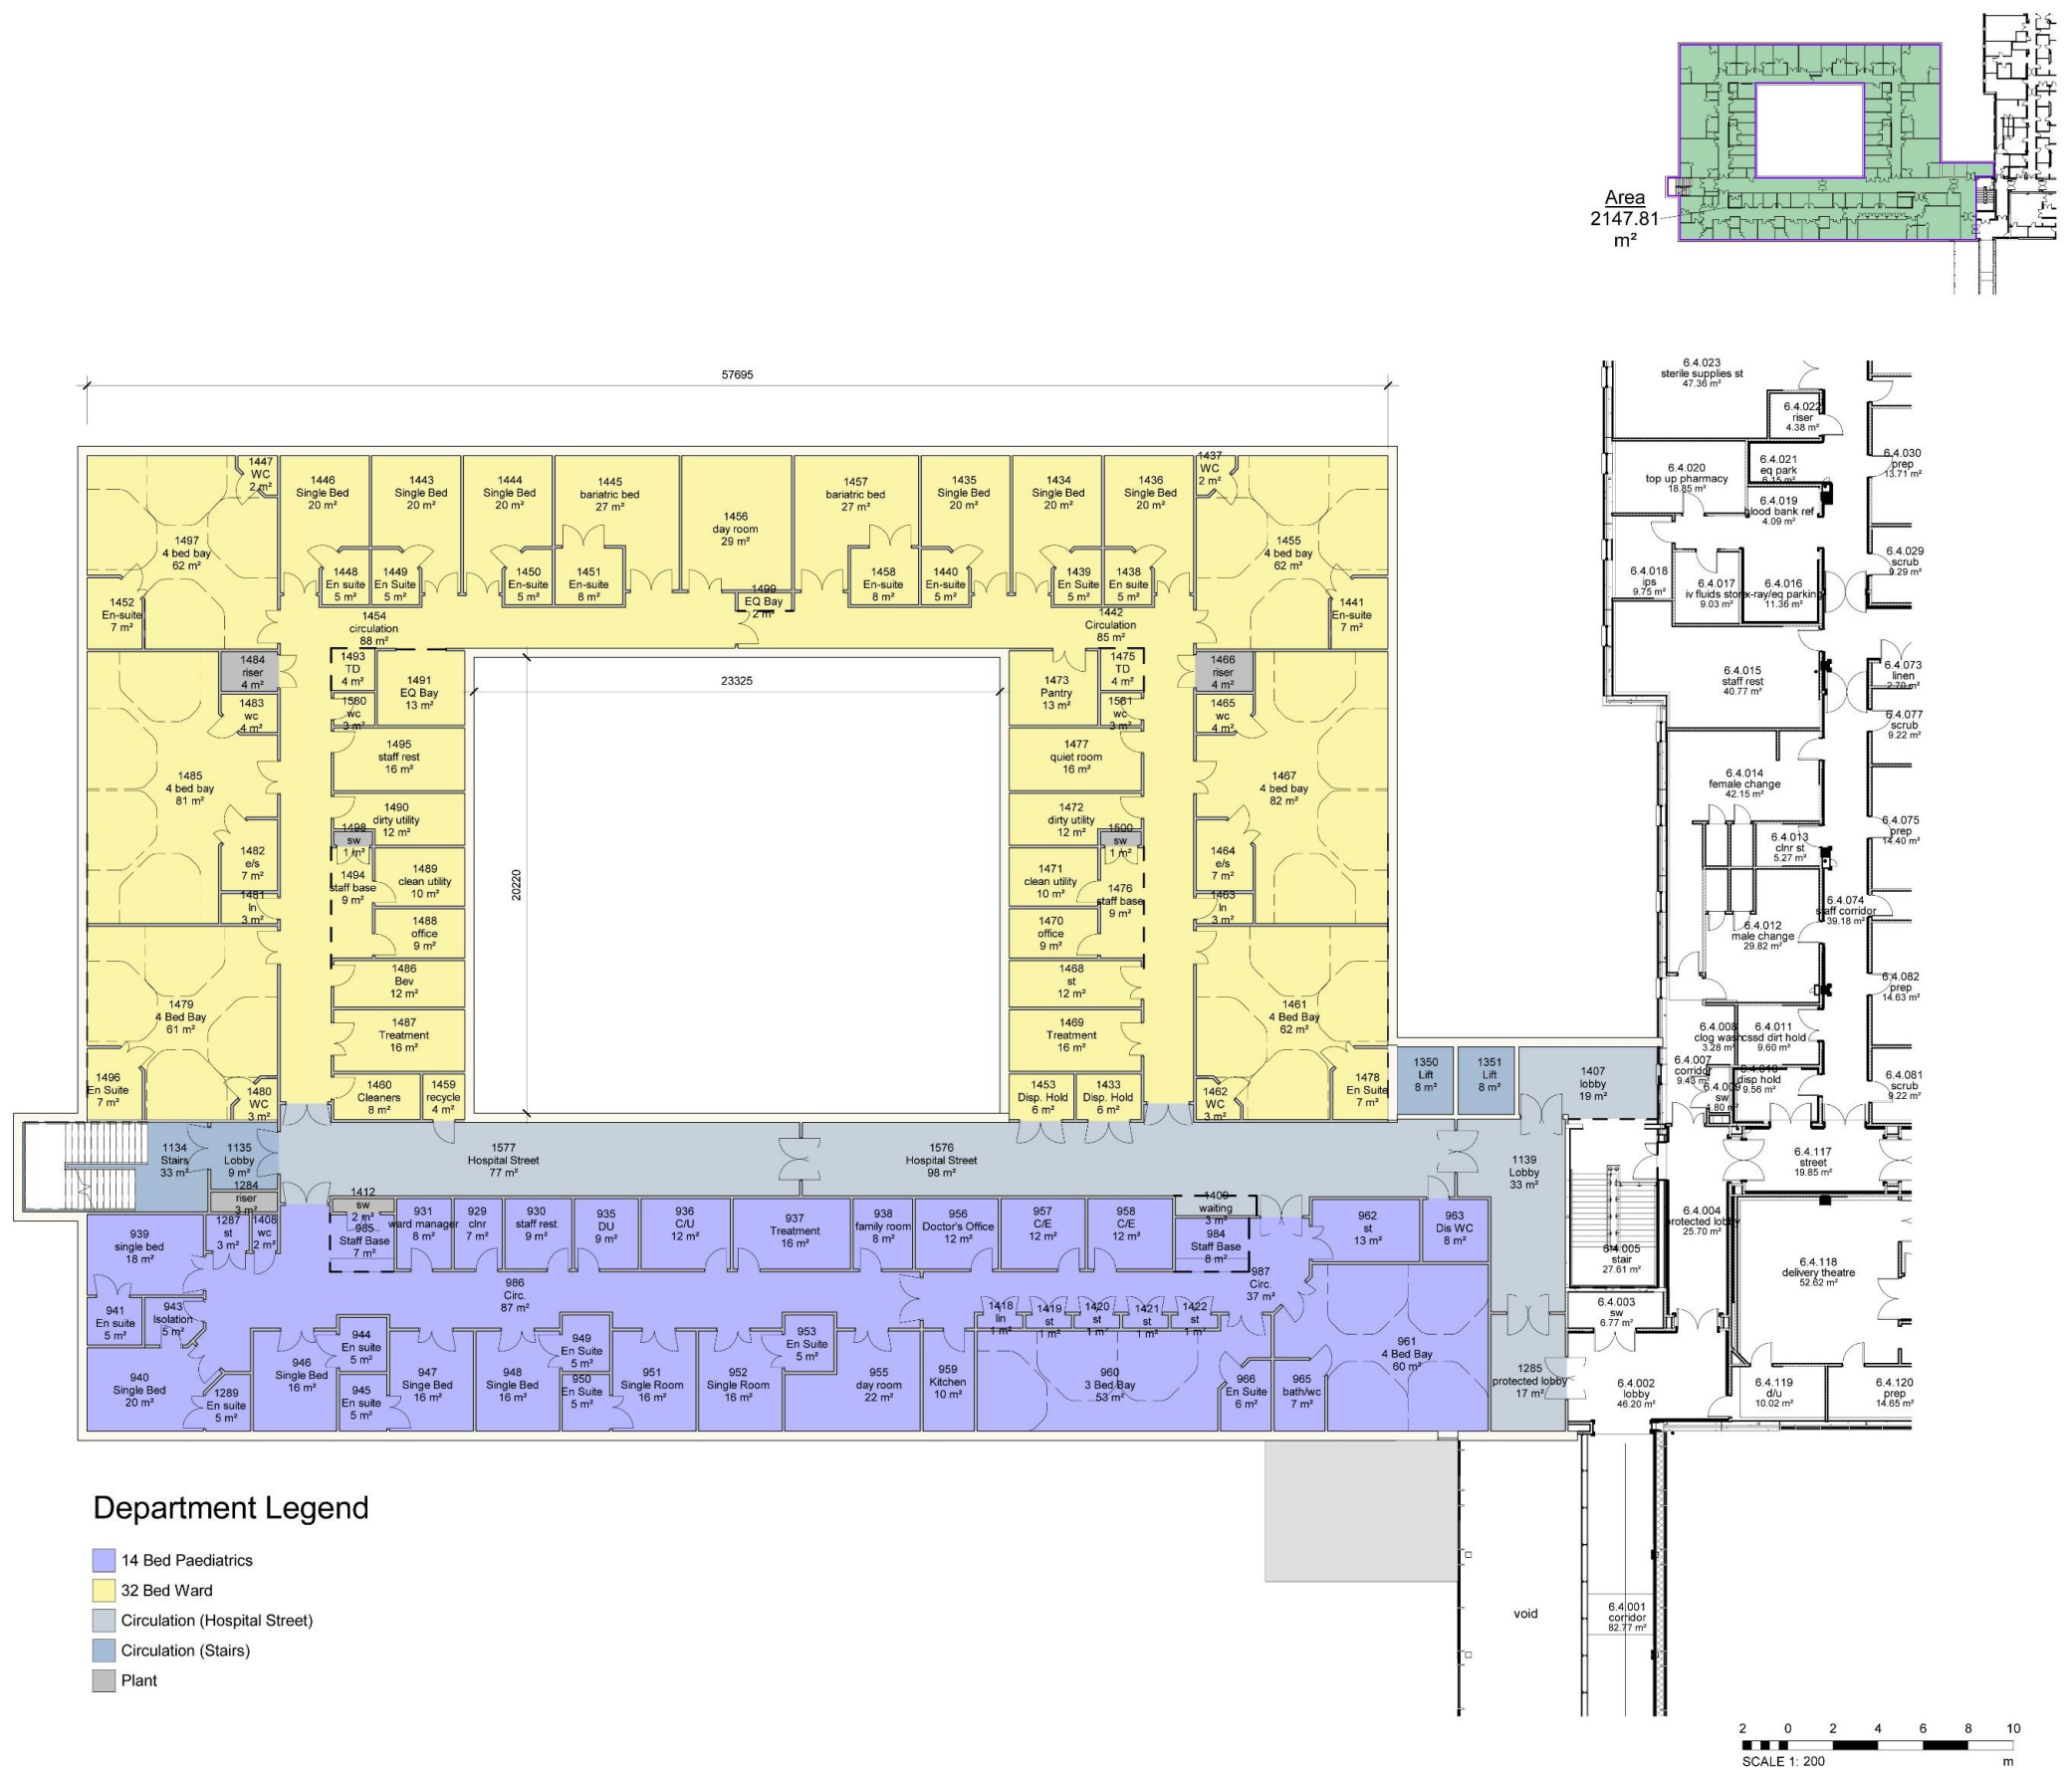 Area
2147.81
m²
57695
23325
20220
1447
WC
2 m²
1446
Single Bed
20 m²
1443
Single Bed
20 m²
1444
Single Bed
20 m²
1445
bariatric bed
27 m²
1456
day room
29 m²
1457
bariatric bed
27 m²
1435
Single Bed
20 m²
1434
Single Bed
20 m²
1436
Single Bed
20 m²
1437
WC
2 m²
1497
4 bed bay
62 m²
1448
En suite
5 m²
1449
En Suite
5 m²
1450
En-suite
5 m²
1451
En-suite
8 m²
1458
En-suite
8 m²
1440
En-suite
5 m²
1439
En Suite
5 m²
1438
En suite
5 m²
1455
4 bed bay
62 m²
1452
En-suite
7 m²
1499
EQ Bay
2 m²
1441
En-suite
7 m²
1454
circulation
88 m²
1442
Circulation
85 m²
1484
riser
4 m²
1493
TD
4 m²
1491
EQ Bay
13 m²
1473
Pantry
13 m²
1475
TD
4 m²
1466
riser
4 m²
1483
wc
4 m²
1580
wc
3 m²
1581
wc
3 m²
1465
wc
4 m²
1495
staff rest
16 m²
1477
quiet room
16 m²
1485
4 bed bay
81 m²
1467
4 bed bay
82 m²
1490
dirty utility
12 m²
1472
dirty utility
12 m²
1498
sw
1 m²
1500
sw
1 m²
1482
e/s
7 m²
1494
staff base
9 m²
1489
clean utility
10 m²
1471
clean utility
10 m²
1476
staff base
9 m²
1464
e/s
7 m²
1481
ln
3 m²
1463
ln
3 m²
1488
office
9 m²
1470
office
9 m²
1486
Bev
12 m²
1468
st
12 m²
1479
4 Bed Bay
61 m²
1461
4 Bed Bay
62 m²
1487
Treatment
16 m²
1469
Treatment
16 m²
1496
En Suite
7 m²
1480
WC
3 m²
1460
Cleaners
8 m²
1459
recycle
4 m²
1453
Disp. Hold
6 m²
1433
Disp. Hold
6 m²
1462
WC
3 m²
1478
En Suite
7 m²
1350
Lift
8 m²
1351
Lift
8 m²
1407
lobby
19 m²
1134
Stairs
33 m²
1135
Lobby
9 m²
1577
Hospital Street
77 m²
1576
Hospital Street
98 m²
1139
Lobby
33 m²
1284
riser
3 m²
1412
sw
2 m²
985
Staff Base
7 m²
939
single bed
18 m²
1287
st
3 m²
1408
wc
2 m²
931
ward manager
8 m²
929
clnr
7 m²
930
staff rest
9 m²
935
DU
9 m²
936
C/U
12 m²
937
Treatment
16 m²
938
family room
8 m²
956
Doctor's Office
12 m²
957
C/E
12 m²
958
C/E
12 m²
1409
waiting
3 m²
984
Staff Base
8 m²
962
st
13 m²
963
Dis WC
8 m²
986
Circ.
87 m²
987
Circ.
37 m²
941
En suite
5 m²
943
Isolation
5 m²
944
En suite
5 m²
949
En Suite
5 m²
953
En Suite
5 m²
1418
lin
1 m²
1419
st
1 m²
1420
st
1 m²
1421
st
1 m²
1422
st
1 m²
940
Single Bed
20 m²
1289
En suite
5 m²
946
Single Bed
16 m²
945
En suite
5 m²
947
Singe Bed
16 m²
948
Single Bed
16 m²
950
En Suite
5 m²
951
Single Room
16 m²
952
Single Room
16 m²
955
day room
22 m²
959
Kitchen
10 m²
960
3 Bed Bay
53 m²
966
En Suite
6 m²
965
bath/wc
7 m²
961
4 Bed Bay
60 m²
1285
protected lobby
17 m²
6.4.023
sterile supplies st
47.36 m²
6.4.022
riser
4.38 m²
6.4.020
top up pharmacy
18.85 m²
6.4.021
eq park
6.15 m²
6.4.030
prep
13.71 m²
6.4.019
blood bank ref
4.09 m²
6.4.018
ips
9.75 m²
6.4.017
iv fluids store
9.03 m²
6.4.016
x-ray/eq parking
11.36 m²
6.4.029
scrub
9.29 m²
6.4.015
staff rest
40.77 m²
6.4.073
linen
2.70 m²
6.4.077
scrub
9.22 m²
6.4.014
female change
42.15 m²
6.4.013
clnr st
5.27 m²
6.4.075
prep
14.40 m²
6.4.074
staff corridor
39.18 m²
6.4.012
male change
29.82 m²
6.4.082
prep
14.63 m²
6.4.008
clog wash
3.28 m²
6.4.011
cssd dirt hold
9.60 m²
6.4.007
corridor
9.43 m²
6.4.009
sw
1.80 m²
6.4.010
disp hold
9.56 m²
6.4.081
scrub
9.22 m²
6.4.117
street
19.85 m²
6.4.004
protected lobby
25.70 m²
6.4.005
stair
27.61 m²
6.4.118
delivery theatre
52.62 m²
6.4.003
sw
6.77 m²
6.4.002
lobby
46.20 m²
6.4.119
d/u
10.02 m²
6.4.120
prep
14.65 m²
6.4.001
corridor
82.77 m²
void
Department Legend
14 Bed Paediatrics
32 Bed Ward
Circulation (Hospital Street)
Circulation (Stairs)
Plant
2 0 2 4 6 8 10
SCALE 1: 200 m